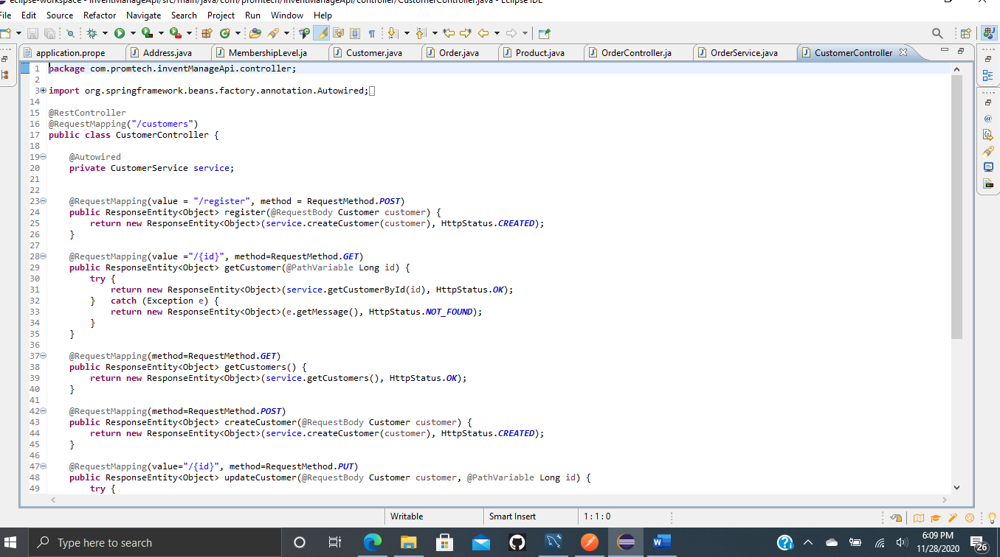 eclipse-workspace - InventManageApi/src/main/java/com/promtech/inventManageApi/controller/CustomerController.java - Eclipse IDE
File Edit Source Refactor Navigate Search Project Run Window Help
application.prope Address.java MembershipLevel.ja Customer.java Order.java Product.java OrderController.ja OrderService.java CustomerController
1 package com.promtech.inventManageApi.controller;
2
3 import org.springframework.beans.factory.annotation.Autowired;
14
15 @RestController
16 @RequestMapping("/customers")
17 public class CustomerController {
18
19 @Autowired
20 private CustomerService service;
21
22
23 @RequestMapping(value = "/register", method = RequestMethod.POST)
24 public ResponseEntity<Object> register(@RequestBody Customer customer) {
25 return new ResponseEntity<Object>(service.createCustomer(customer), HttpStatus.CREATED);
26 }
27
28 @RequestMapping(value ="/{id}", method=RequestMethod.GET)
29 public ResponseEntity<Object> getCustomer(@PathVariable Long id) {
30 try {
31 return new ResponseEntity<Object>(service.getCustomerById(id), HttpStatus.OK);
32 } catch (Exception e) {
33 return new ResponseEntity<Object>(e.getMessage(), HttpStatus.NOT_FOUND);
34 }
35 }
36
37 @RequestMapping(method=RequestMethod.GET)
38 public ResponseEntity<Object> getCustomers() {
39 return new ResponseEntity<Object>(service.getCustomers(), HttpStatus.OK);
40 }
41
42 @RequestMapping(method=RequestMethod.POST)
43 public ResponseEntity<Object> createCustomer(@RequestBody Customer customer) {
44 return new ResponseEntity<Object>(service.createCustomer(customer), HttpStatus.CREATED);
45 }
46
47 @RequestMapping(value="/{id}", method=RequestMethod.PUT)
48 public ResponseEntity<Object> updateCustomer(@RequestBody Customer customer, @PathVariable Long id) {
49 try {
Writable Smart Insert 1 : 1 : 0
Type here to search
6:09 PM
11/28/2020
26